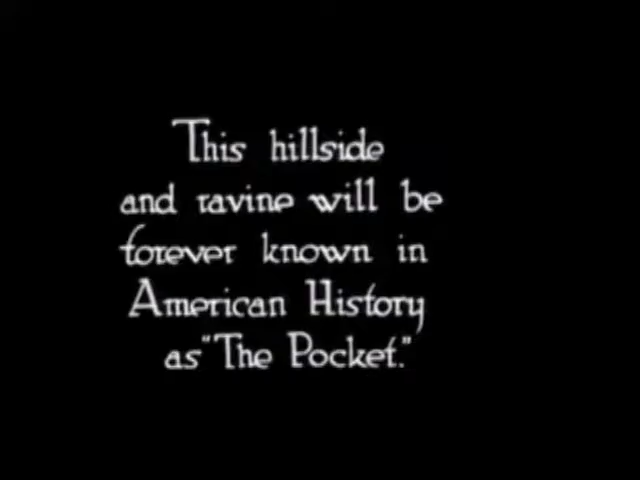 This hillside
and ravine will be
forever known in
American History
as "The Pocket."